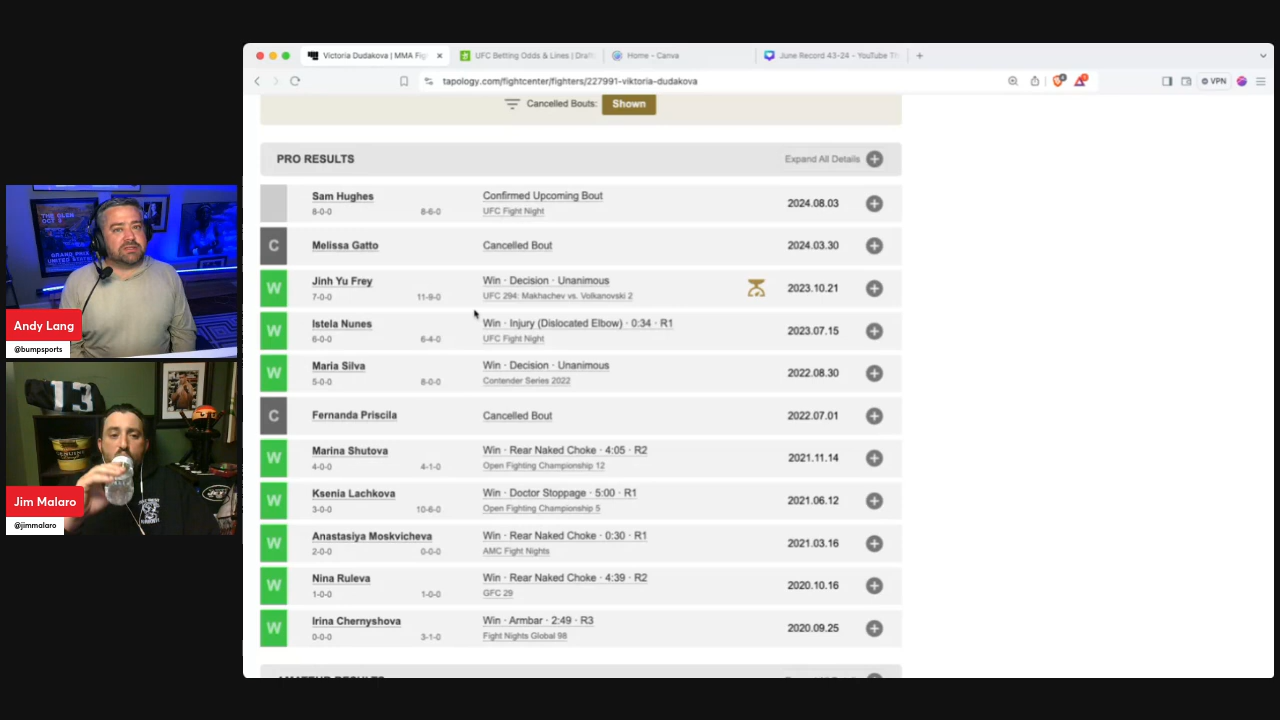 Victoria Dudakova | MMA Fig
UFC Betting Odds & Lines | Draft
Home - Canva
June Record 43-24 - YouTube Th
tapology.com/fightcenter/fighters/227991-viktoria-dudakova
VPN
Cancelled Bouts: Shown
PRO RESULTS
Expand All Details
Sam Hughes
Confirmed Upcoming Bout
2024.08.03
8-0-0
8-6-0
UFC Fight Night
C
Melissa Gatto
Cancelled Bout
2024.03.30
W
Jinh Yu Frey
Win · Decision · Unanimous
2023.10.21
7-0-0
11-9-0
UFC 294: Makhachev vs. Volkanovski 2
W
Istela Nunes
Win · Injury (Dislocated Elbow) · 0:34 · R1
2023.07.15
6-0-0
6-4-0
UFC Fight Night
W
Maria Silva
Win · Decision · Unanimous
2022.08.30
5-0-0
8-0-0
Contender Series 2022
C
Fernanda Priscila
Cancelled Bout
2022.07.01
W
Marina Shutova
Win · Rear Naked Choke · 4:05 · R2
2021.11.14
4-0-0
4-1-0
Open Fighting Championship 12
W
Ksenia Lachkova
Win · Doctor Stoppage · 5:00 · R1
2021.06.12
3-0-0
10-6-0
Open Fighting Championship 5
W
Anastasiya Moskvicheva
Win · Rear Naked Choke · 0:30 · R1
2021.03.16
2-0-0
0-0-0
AMC Fight Nights
W
Nina Ruleva
Win · Rear Naked Choke · 4:39 · R2
2020.10.16
1-0-0
1-0-0
GFC 29
W
Irina Chernyshova
Win · Armbar · 2:49 · R3
2020.09.25
0-0-0
3-1-0
Fight Nights Global 98
THE GLEN
OCT 5
GRAND PRIX
UNITED STATES
Andy Lang
@bumpsports
13
GENUINE
JETS
Jim Malaro
@jimmalaro